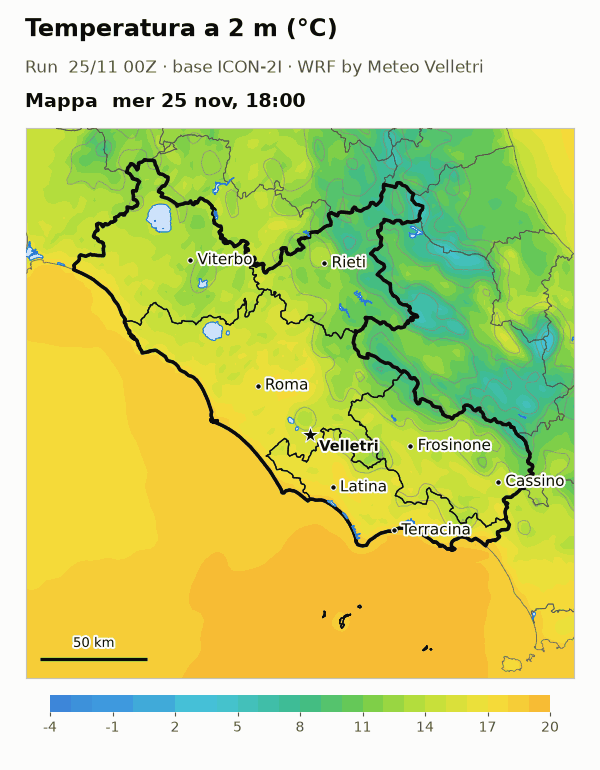 Temperatura a 2 m (°C)
Run  25/11 00Z · base ICON-2I · WRF by Meteo Velletri
Mappa  mer 25 nov, 18:00
Viterbo
Rieti
Roma
Velletri
Frosinone
Cassino
Latina
Terracina
50 km
-4 -1 2 5 8 11 14 17 20